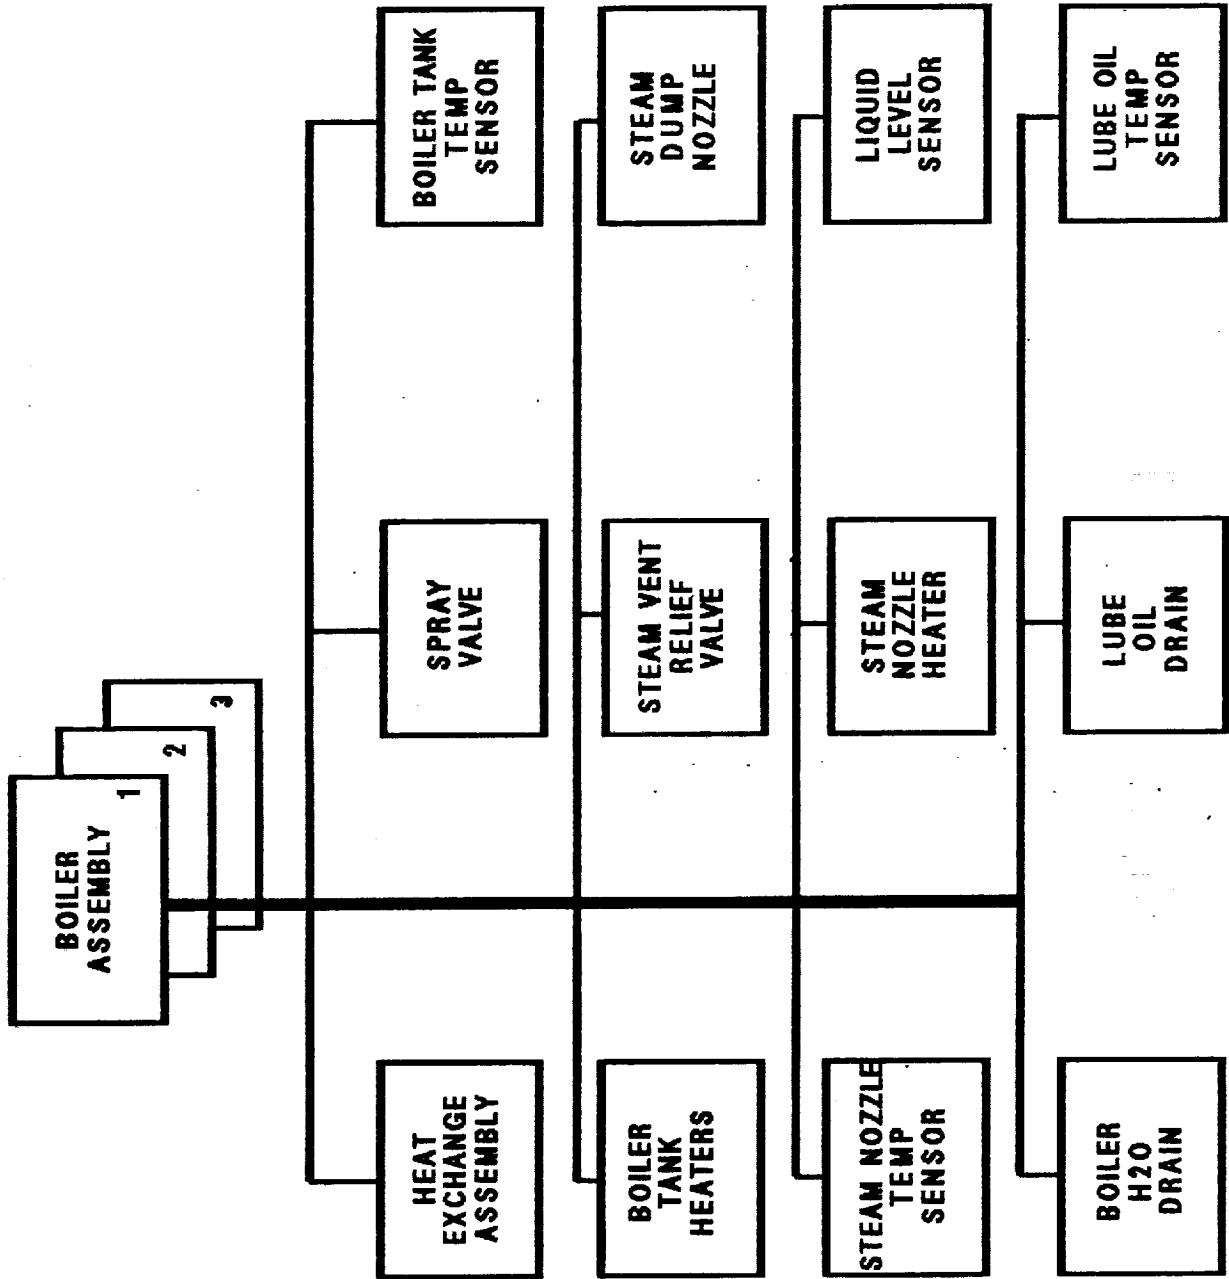 BOILER
ASSEMBLY
1
2
3
HEAT
EXCHANGE
ASSEMBLY
SPRAY
VALVE
BOILER TANK
TEMP
SENSOR
BOILER
TANK
HEATERS
STEAM VENT
RELIEF
VALVE
STEAM
DUMP
NOZZLE
STEAM NOZZLE
TEMP
SENSOR
STEAM
NOZZLE
HEATER
LIQUID
LEVEL
SENSOR
BOILER
H2O
DRAIN
LUBE
OIL
DRAIN
LUBE OIL
TEMP
SENSOR